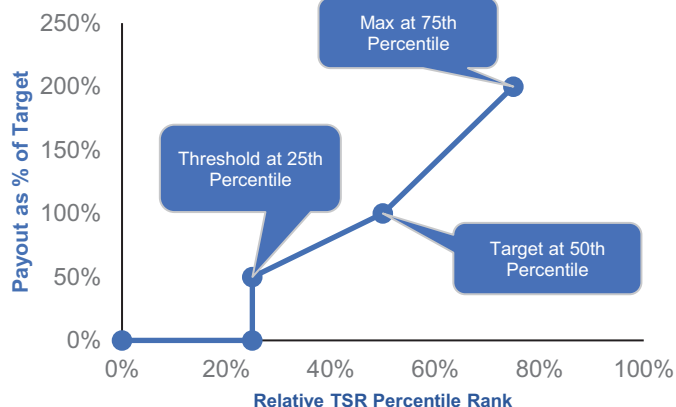 250%
200%
150%
100%
50%
0%
Payout as % of Target
Max at 75th
Percentile
Threshold at 25th
Percentile
Target at 50th
Percentile
0%
20%
40%
60%
80%
100%
Relative TSR Percentile Rank